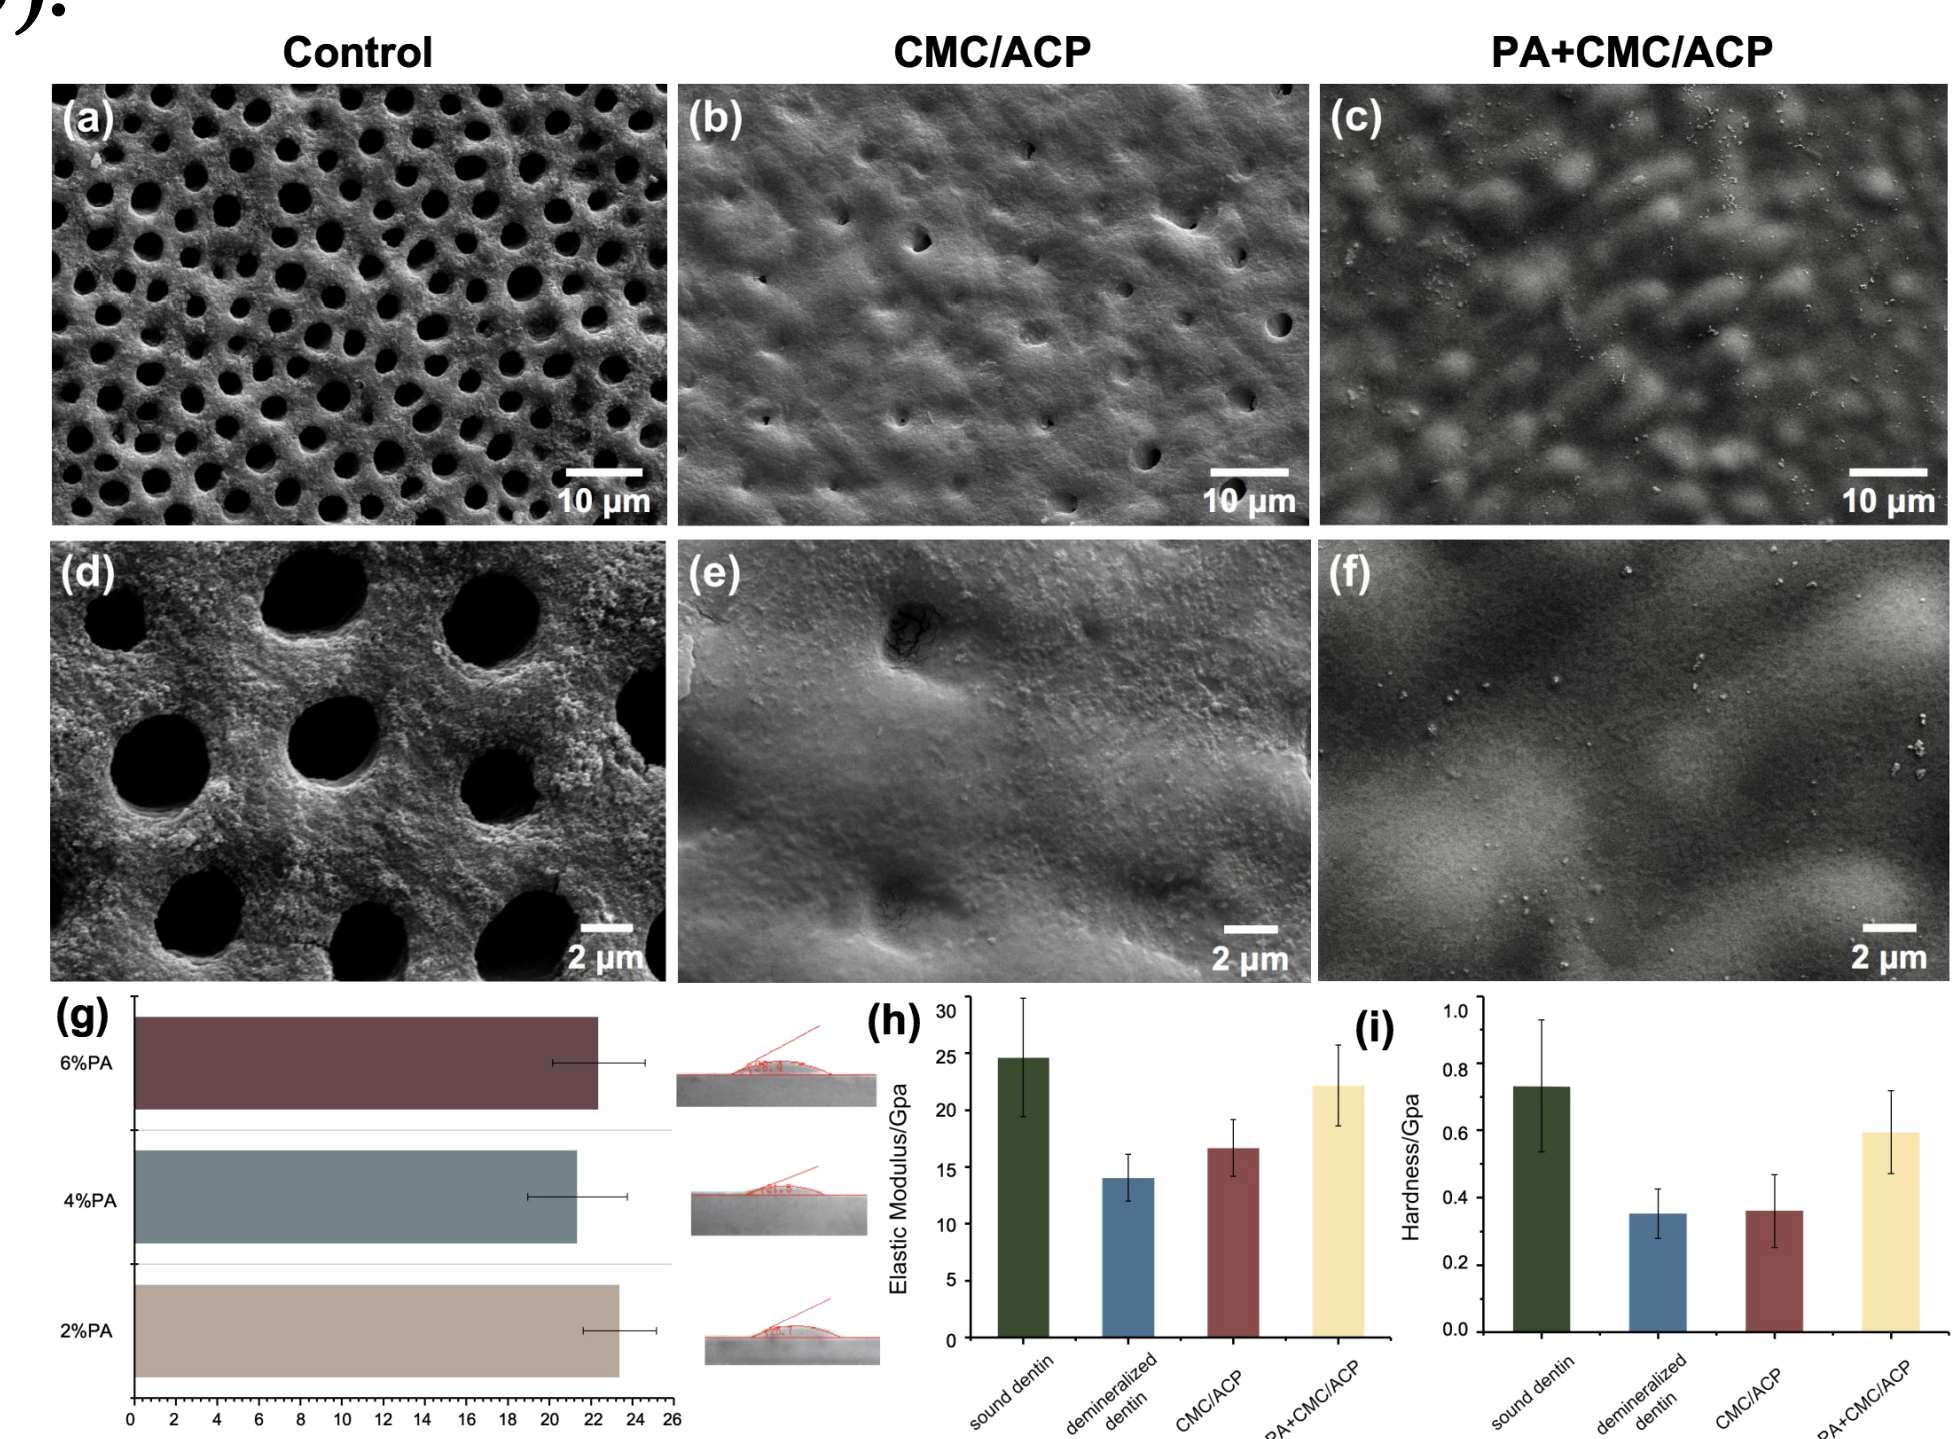 ).
Control
CMC/ACP
PA+CMC/ACP
(a)
10 μm
(b)
10 μm
(c)
10 μm
(d)
2 μm
(e)
2 μm
(f)
2 μm
(g)
6%PA
4%PA
2%PA
0 2 4 6 8 10 12 14 16 18 20 22 24 26
(h)
Elastic Modulus/Gpa
30
25
20
15
10
5
0
sound dentin
demineralized
dentin
CMC/ACP
PA+CMC/ACP
(i)
Hardness/Gpa
1.0
0.8
0.6
0.4
0.2
0.0
sound dentin
demineralized
dentin
CMC/ACP
PA+CMC/ACP